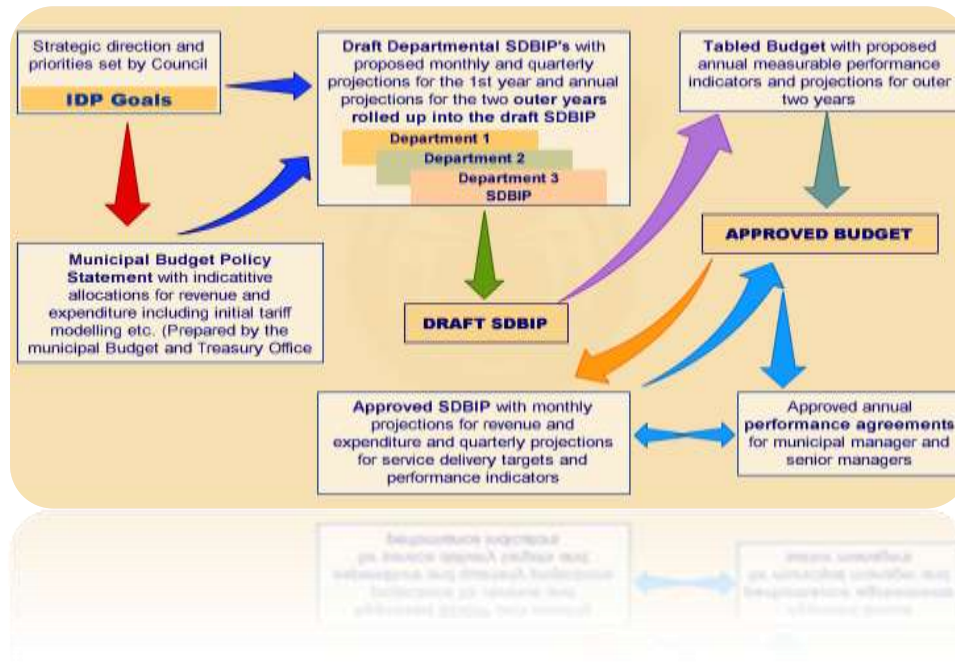 Strategic direction and
priorities set by Council
IDP Goals
Draft Departmental SDBIP's with
proposed monthly and quarterly
projections for the 1st year and annual
projections for the two outer years
rolled up into the draft SDBIP
Department 1
Department 2
Department 3
SDBIP
Tabled Budget with proposed
annual measurable performance
indicators and projections for outer
two years
Municipal Budget Policy
Statement with indicatitive
allocations for revenue and
expenditure including initial tariff
modelling etc. (Prepared by the
municipal Budget and Treasury Office
DRAFT SDBIP
APPROVED BUDGET
Approved SDBIP with monthly
projections for revenue and
expenditure and quarterly projections
for service delivery targets and
performance indicators
Approved annual
performance agreements
for municipal manager and
senior managers